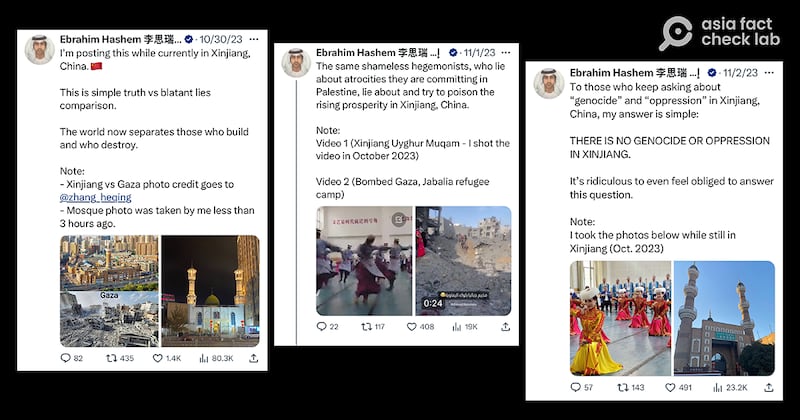 asia fact
check lab
Ebrahim Hashem 李思瑞 ... · 10/30/23 ...
I'm posting this while currently in Xinjiang,
China. 🇨🇳
This is simple truth vs blatant lies
comparison.
The world now separates those who build
and who destroy.
Note:
- Xinjiang vs Gaza photo credit goes to
@zhang_heqing
- Mosque photo was taken by me less than
3 hours ago.
Gaza
82 435 1.4K 80.3K
Ebrahim Hashem 李思瑞 ...إ · 11/1/23 ...
The same shameless hegemonists, who lie
about atrocities they are committing in
Palestine, lie about and try to poison the
rising prosperity in Xinjiang, China.
Note:
Video 1 (Xinjiang Uyghur Muqam - I shot the
video in October 2023)
Video 2 (Bombed Gaza, Jabalia refugee
camp)
0:24
22 117 408 19K
Ebrahim Hashem 李思瑞 ...إ · 11/2/23 ...
To those who keep asking about
“genocide” and “oppression” in Xinjiang,
China, my answer is simple:
THERE IS NO GENOCIDE OR OPPRESSION
IN XINJIANG.
It's ridiculous to even feel obliged to answer
this question.
Note:
I took the photos below while still in
Xinjiang (Oct. 2023)
57 143 491 23.2K